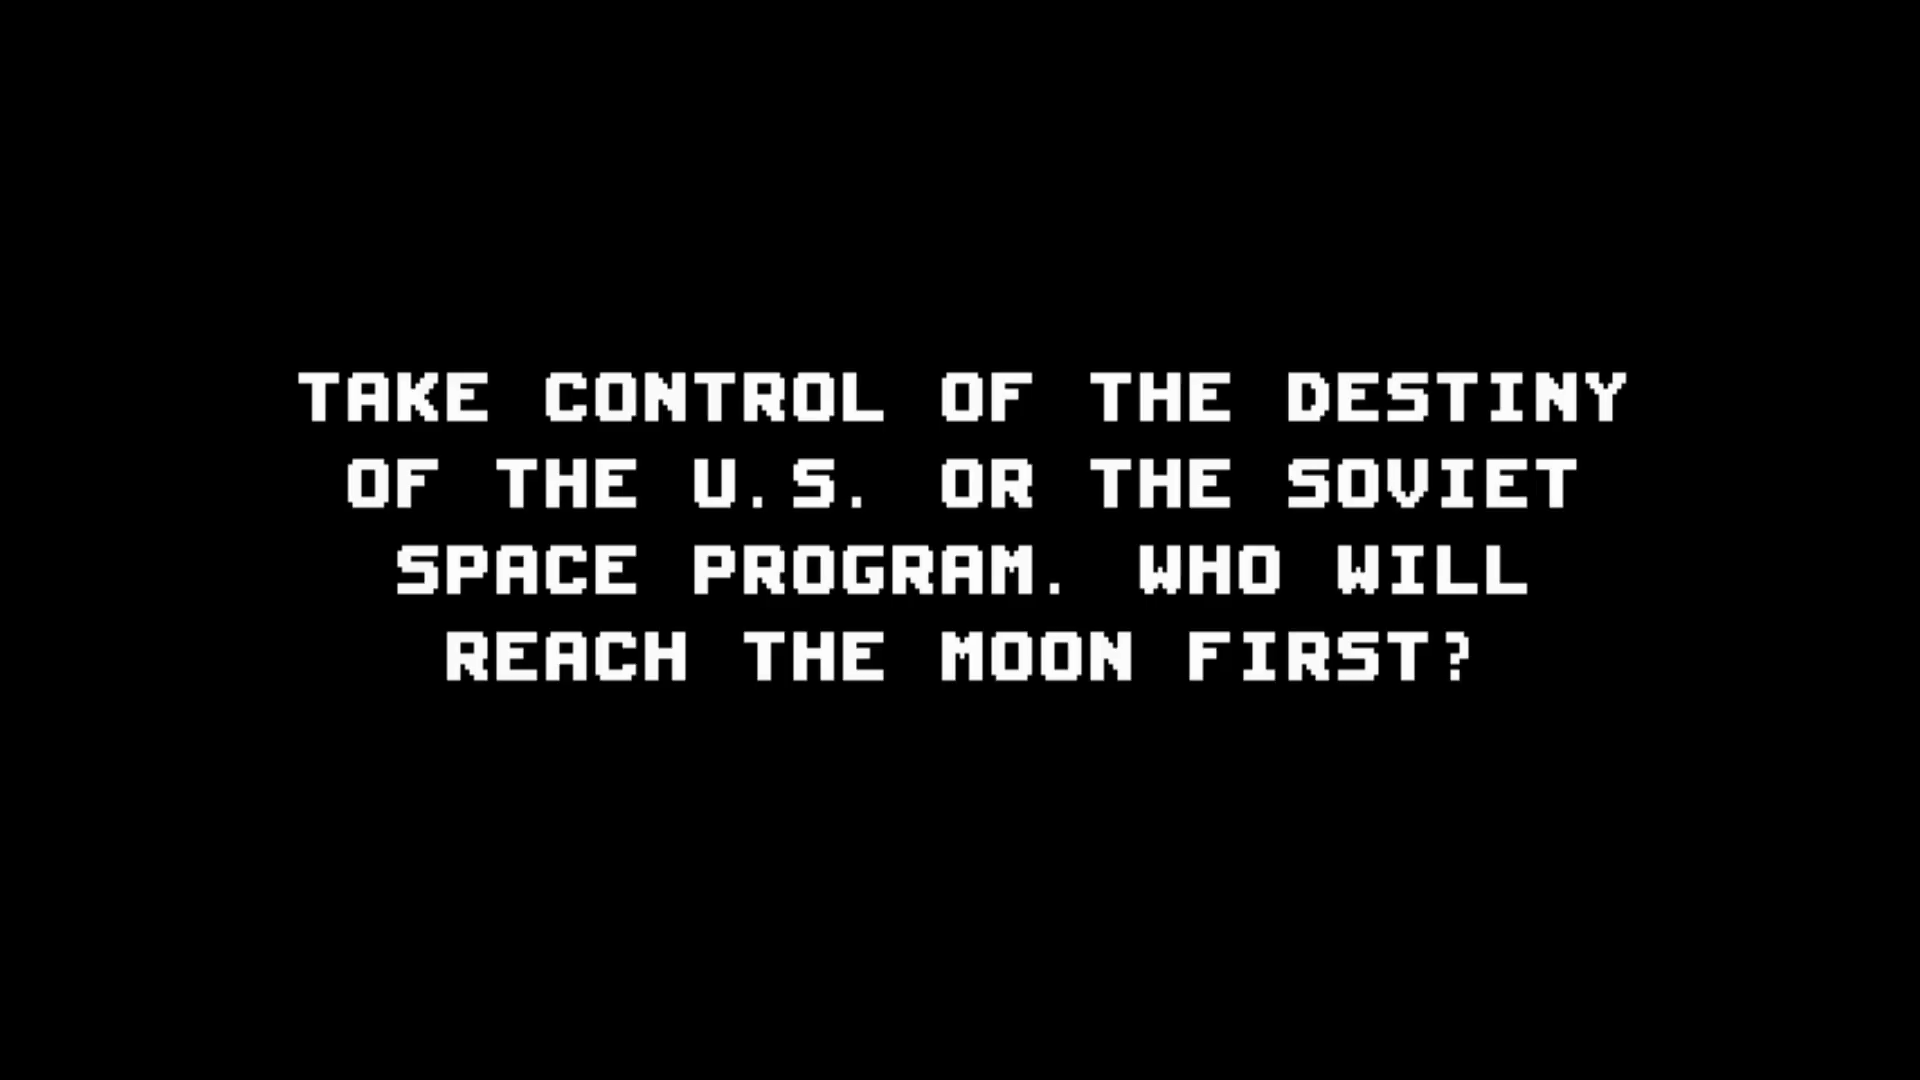 TAKE CONTROL OF THE DESTINY
OF THE U.S. OR THE SOVIET
SPACE PROGRAM. WHO WILL
REACH THE MOON FIRST?